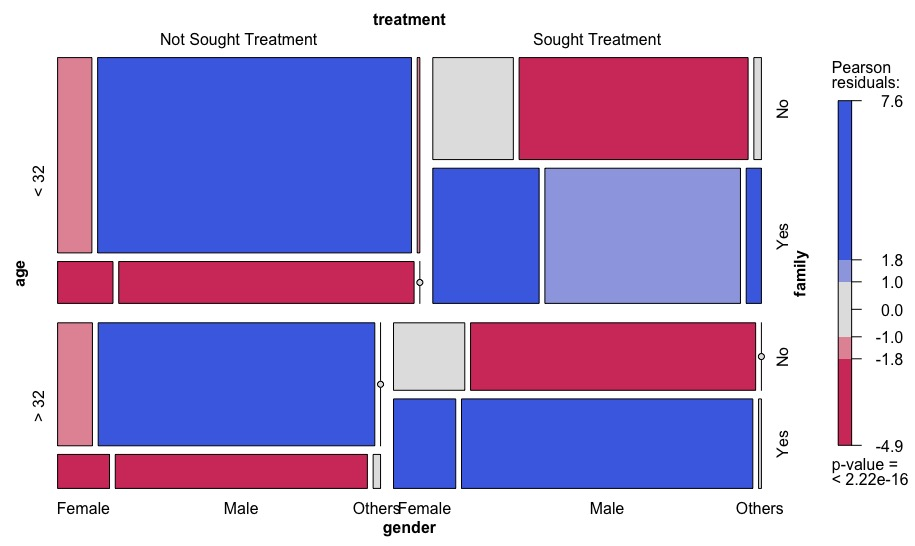 treatment
Not Sought Treatment
Sought Treatment
Pearson
residuals:
7.6
1.8
1.0
0.0
-1.0
-1.8
-4.9
p-value =
< 2.22e-16
age
< 32
> 32
No
Yes
No
Yes
family
Female
Male
Others
Female
Male
Others
gender